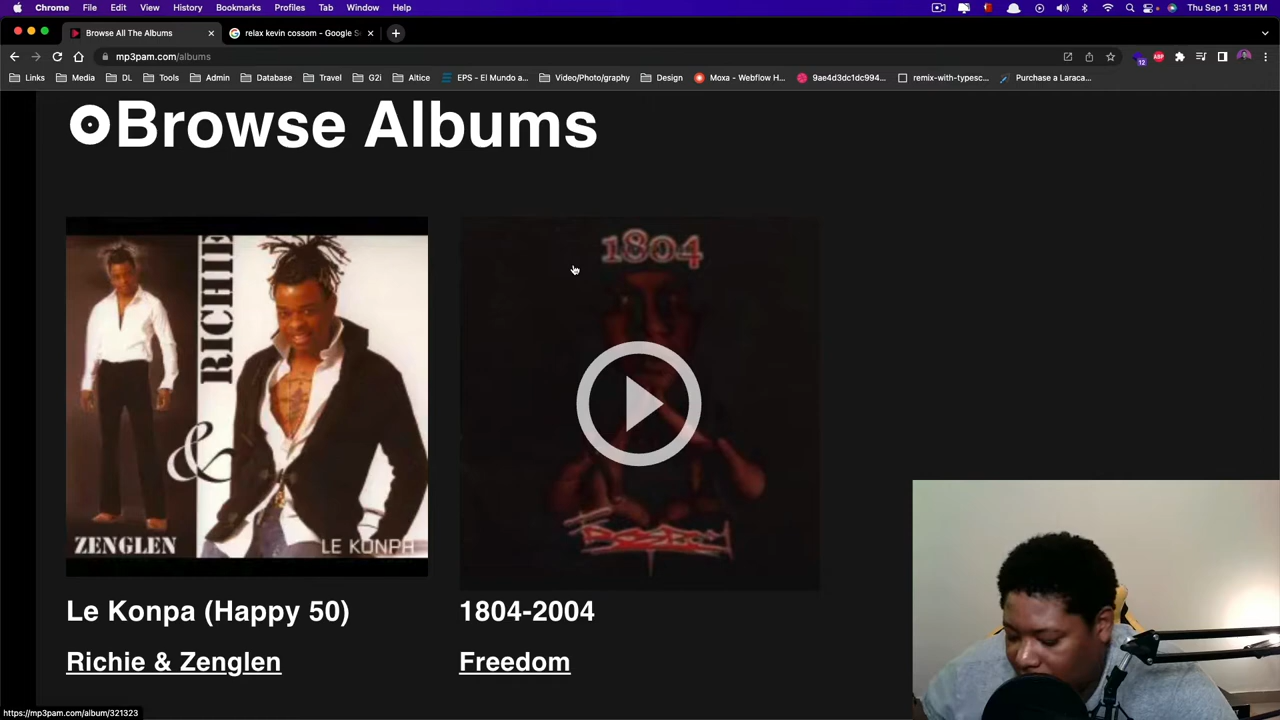 Chrome File Edit View History Bookmarks Profiles Tab Window Help Thu Sep 1 3:31 PM
Browse All The Albums relax kevin cossom - Google S
mp3pam.com/albums
Links Media DL Tools Admin Database Travel G2i Altice EPS - El Mundo a... Video/Photo/graphy Design Moxa - Webflow H... 9ae4d3dc1dc994... remix-with-typesc... Purchase a Laraca...
12 ABP
Browse Albums
RICHIE
&
ZENGLEN
LE KONPA
1804
Le Konpa (Happy 50)
1804-2004
Richie & Zenglen
Freedom
https://mp3pam.com/album/321323